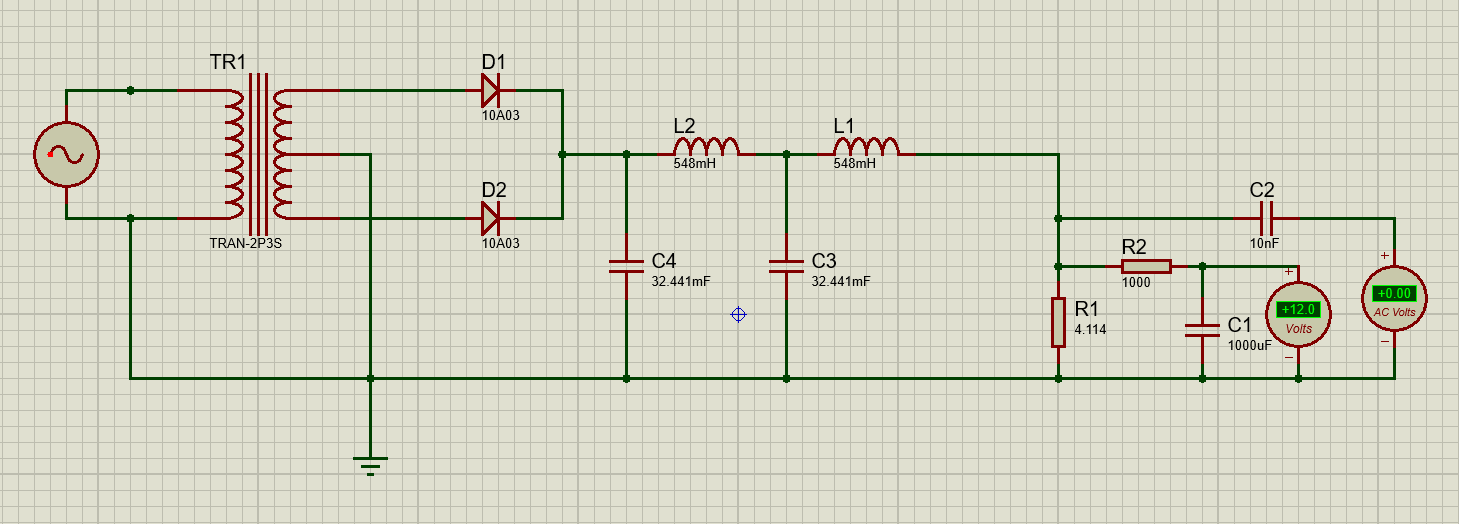 TR1
TRAN-2P3S
D1
10A03
D2
10A03
L2
548mH
L1
548mH
C4
32.441mF
C3
32.441mF
C2
10nF
R2
1000
R1
4.114
C1
1000uF
+
+12.0
Volts
−
+
+0.00
AC Volts
−